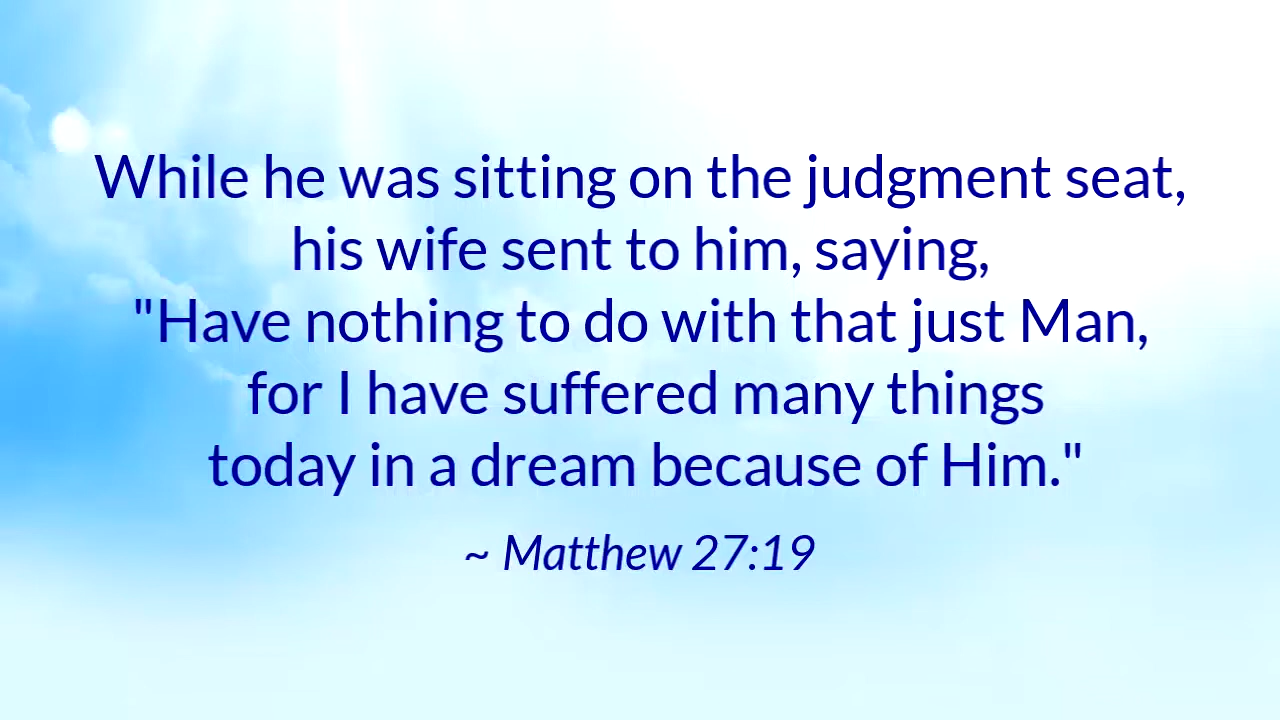 While he was sitting on the judgment seat,
his wife sent to him, saying,
"Have nothing to do with that just Man,
for I have suffered many things
today in a dream because of Him."
~ Matthew 27:19